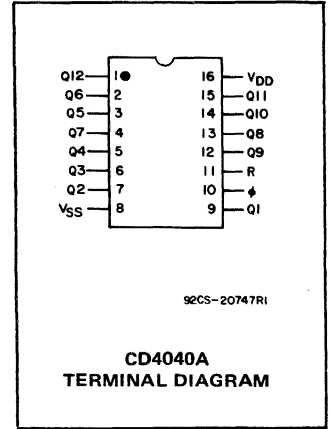 Q12 1 16 VDD
Q6 2 15 Q11
Q5 3 14 Q10
Q7 4 13 Q8
Q4 5 12 Q9
Q3 6 11 R
Q2 7 10 ϕ
VSS 8 9 Q1
92CS-20747R1
CD4040A
TERMINAL DIAGRAM